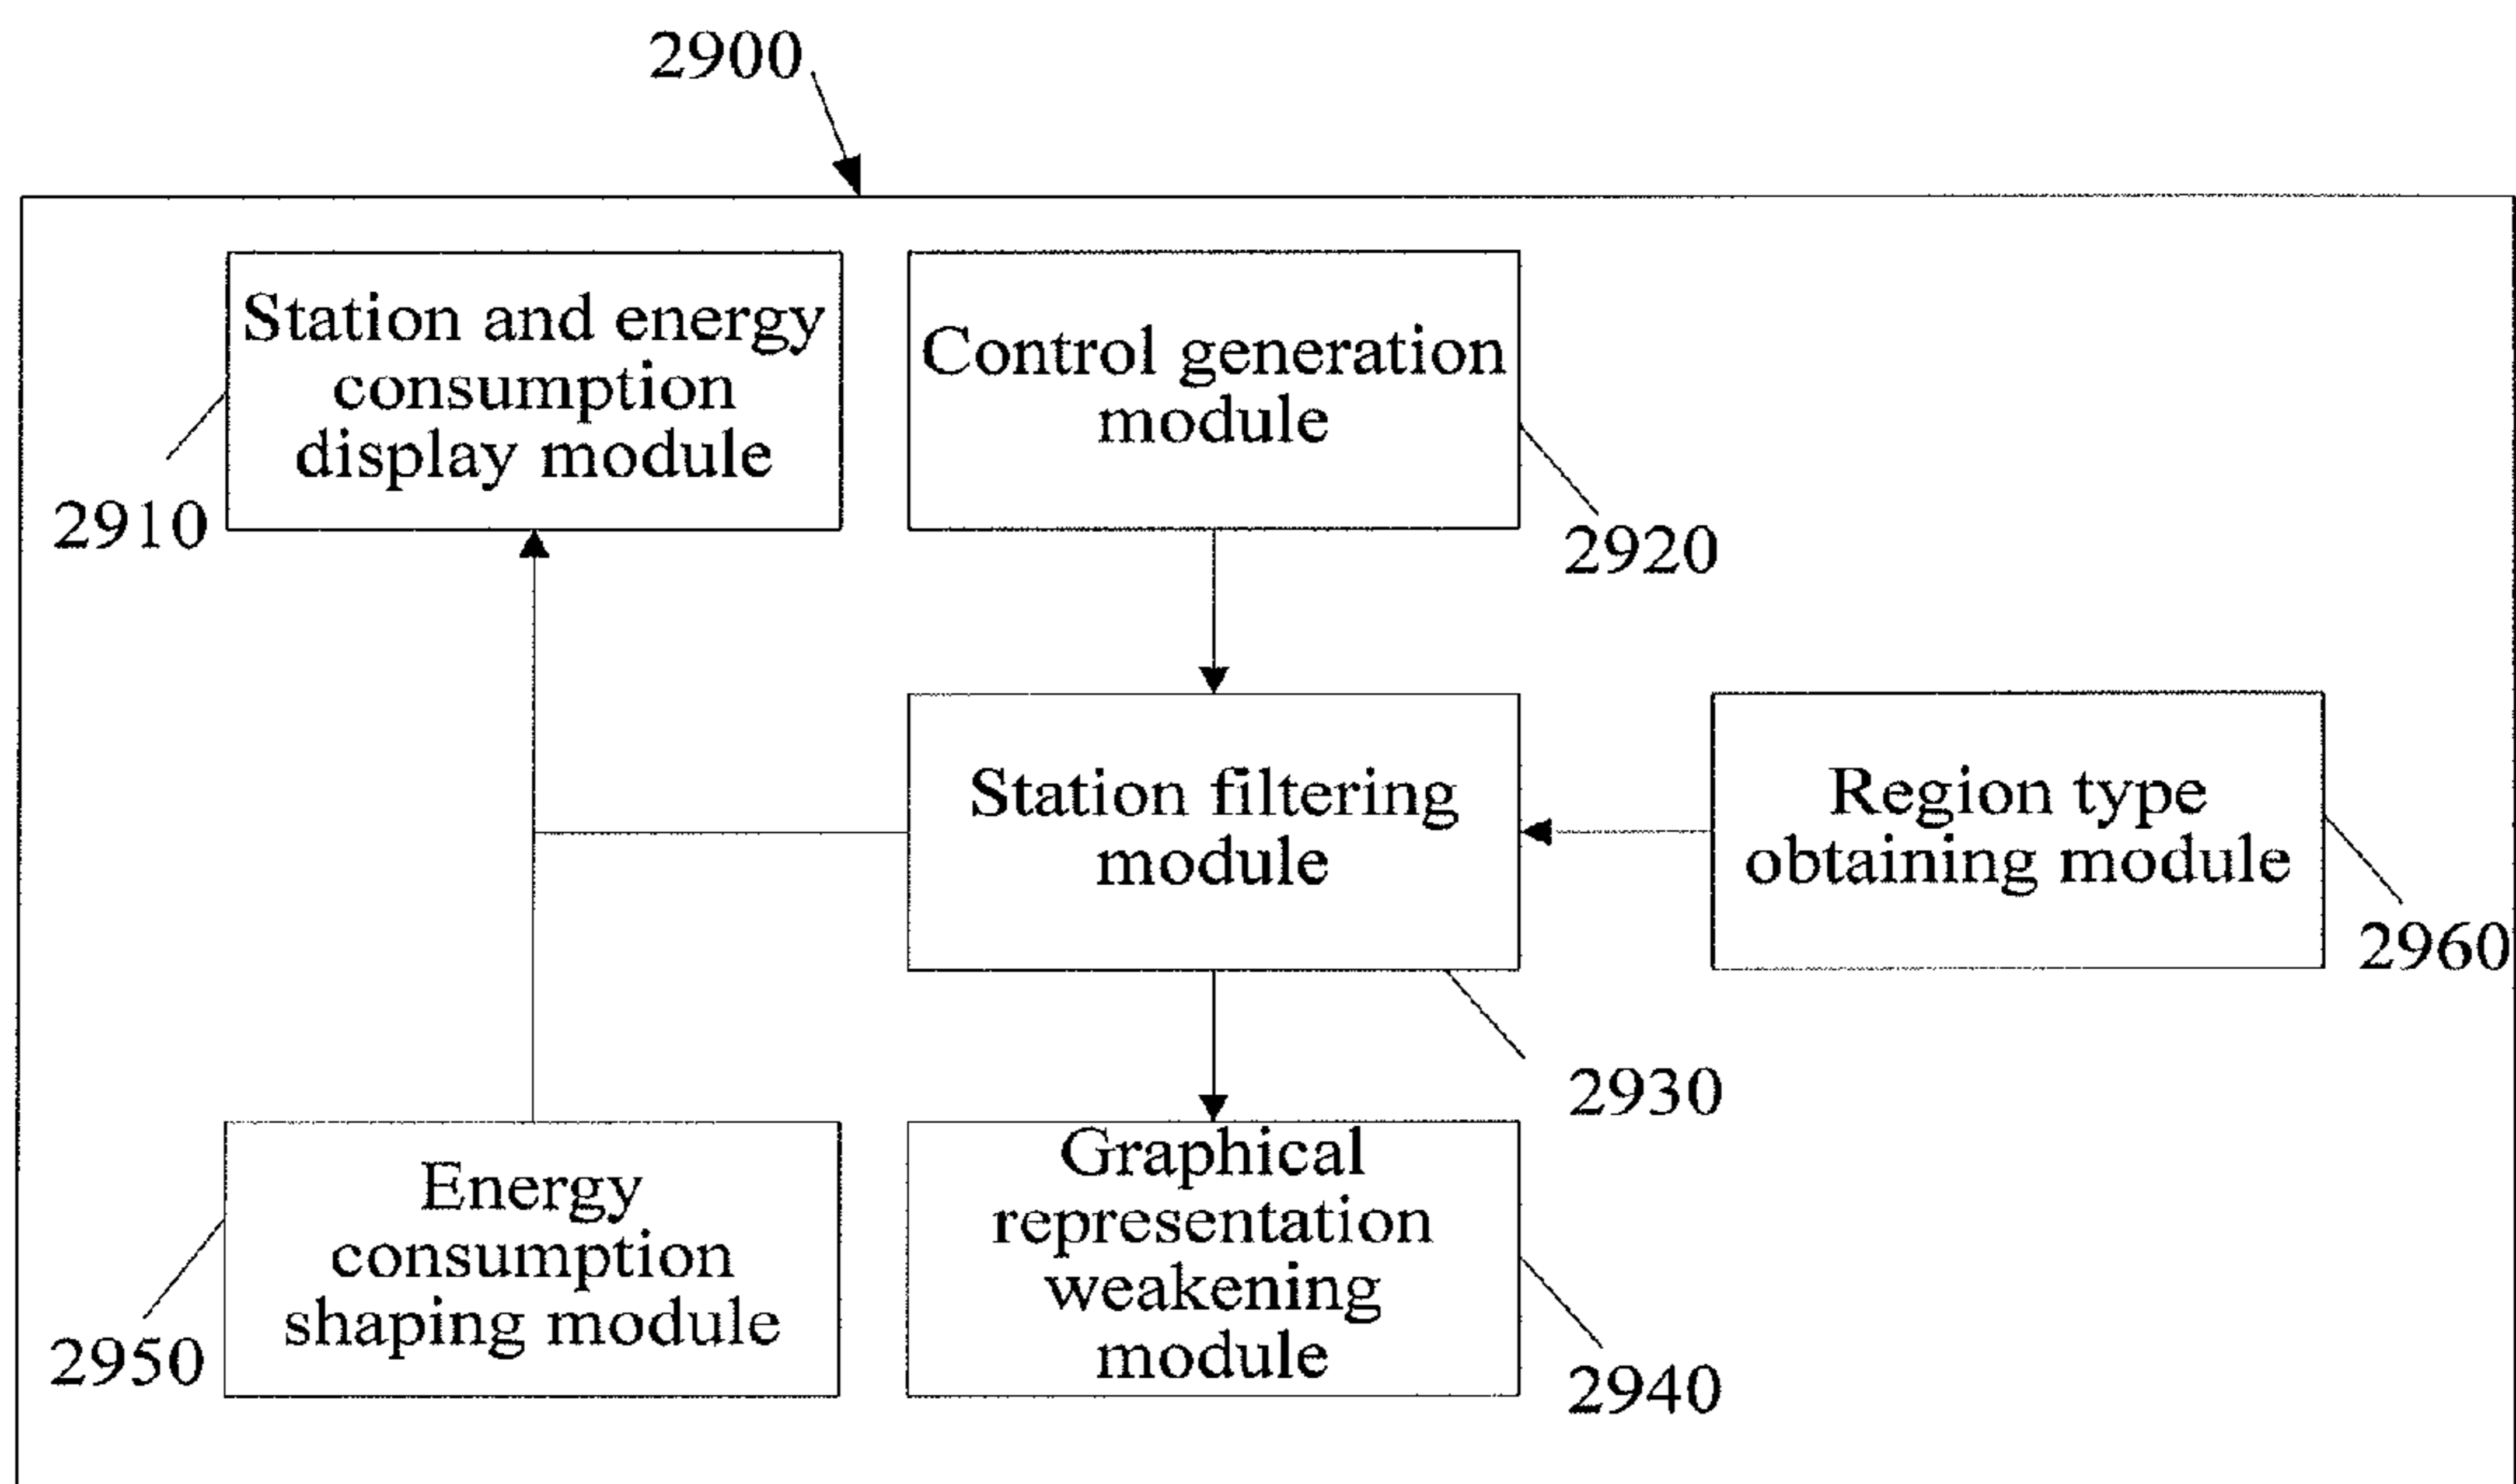 2900
Station and energy
consumption
display module
2910
Control generation
module
2920
Station filtering
module
2930
Region type
obtaining module
2960
Energy
consumption
shaping module
2950
Graphical
representation
weakening
module
2940